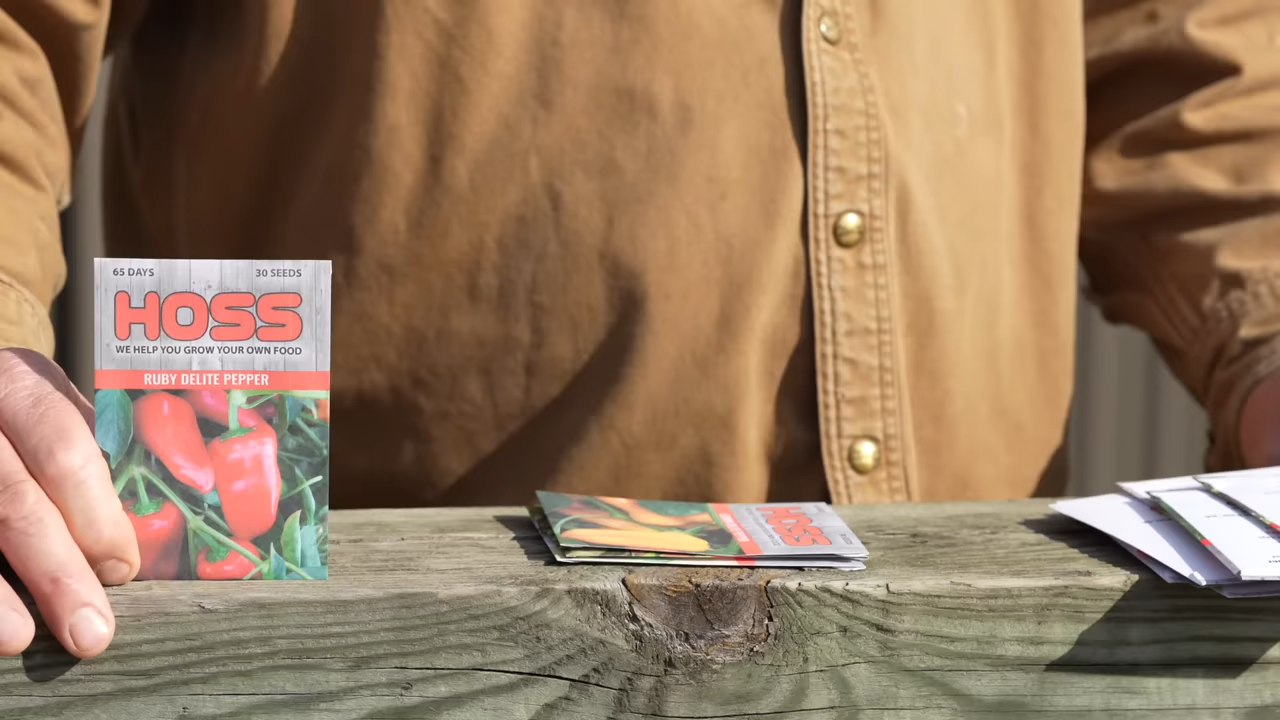 65 DAYS 30 SEEDS
HOSS
WE HELP YOU GROW YOUR OWN FOOD
RUBY DELITE PEPPER
HOSS